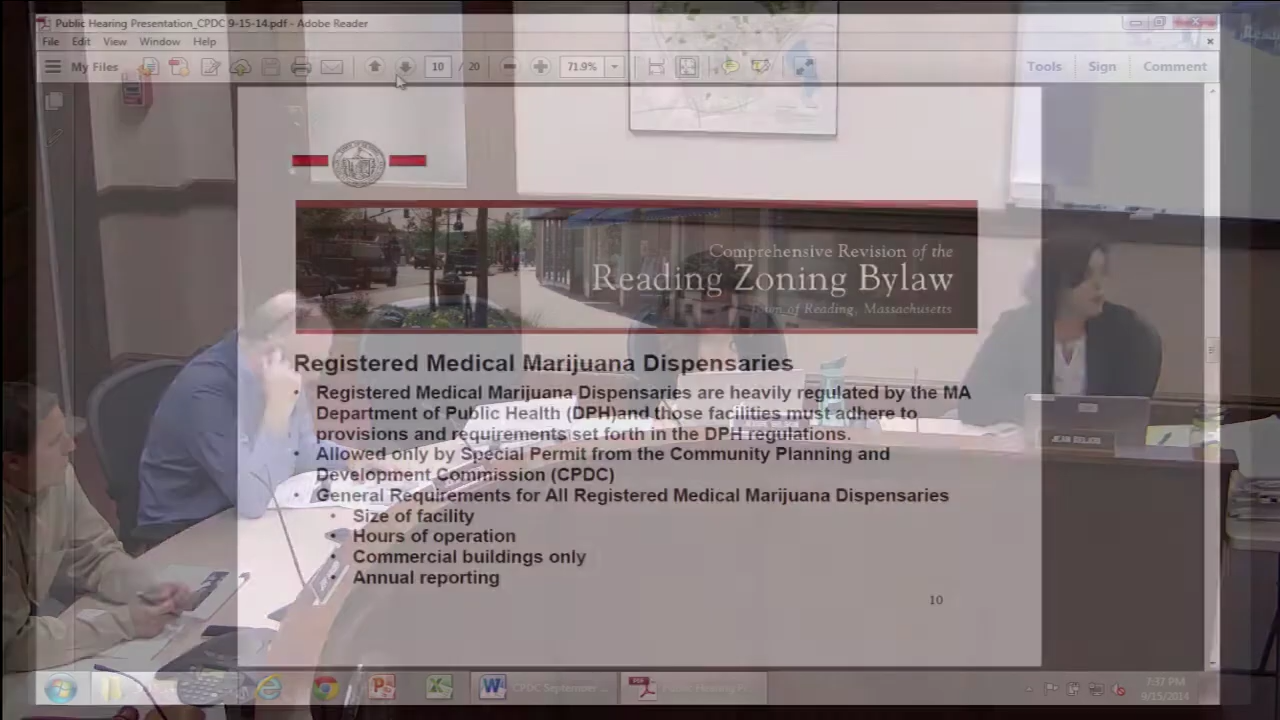 Public Hearing Presentation_CPDC 9-15-14.pdf - Adobe Reader
File Edit View Window Help
My Files
10 / 20
71.9%
Tools Sign Comment
Comprehensive Revision of the
Reading Zoning Bylaw
Town of Reading, Massachusetts
Registered Medical Marijuana Dispensaries
• Registered Medical Marijuana Dispensaries are heavily regulated by the MA
Department of Public Health (DPH)and those facilities must adhere to
provisions and requirements set forth in the DPH regulations.
• Allowed only by Special Permit from the Community Planning and
Development Commission (CPDC)
• General Requirements for All Registered Medical Marijuana Dispensaries
• Size of facility
• Hours of operation
• Commercial buildings only
• Annual reporting
10
JEAN DELIOS
CPDC September ...
Public Hearing Pr...
7:37 PM
9/15/2014